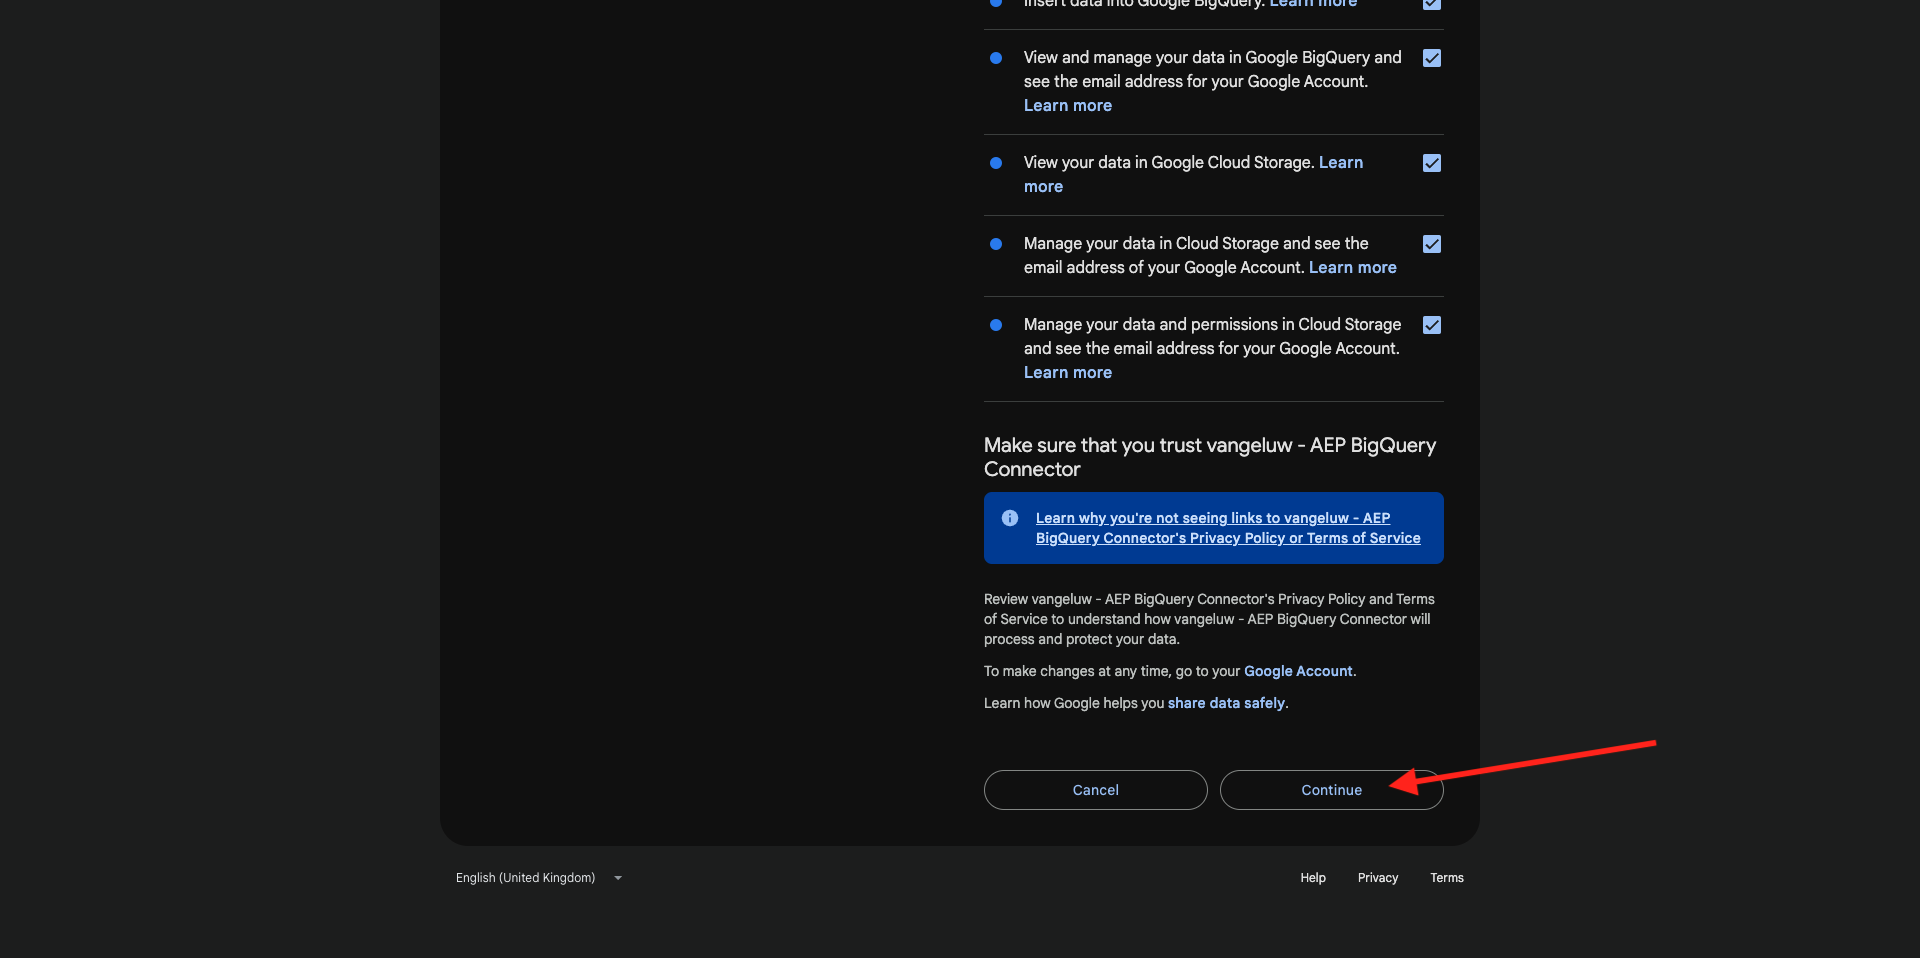 Insert data into Google BigQuery. Learn more
View and manage your data in Google BigQuery and
see the email address for your Google Account.
Learn more
View your data in Google Cloud Storage. Learn
more
Manage your data in Cloud Storage and see the
email address of your Google Account. Learn more
Manage your data and permissions in Cloud Storage
and see the email address for your Google Account.
Learn more
Make sure that you trust vangeluw - AEP BigQuery
Connector
Learn why you're not seeing links to vangeluw - AEP
BigQuery Connector's Privacy Policy or Terms of Service
Review vangeluw - AEP BigQuery Connector's Privacy Policy and Terms
of Service to understand how vangeluw - AEP BigQuery Connector will
process and protect your data.
To make changes at any time, go to your Google Account.
Learn how Google helps you share data safely.
Cancel
Continue
English (United Kingdom)
Help
Privacy
Terms